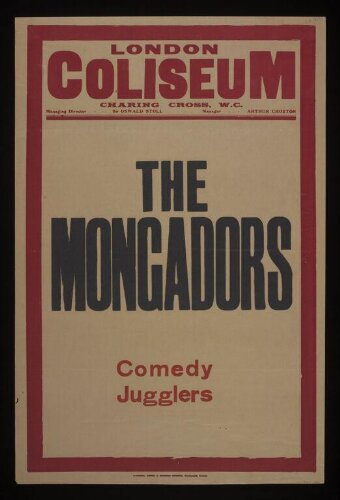 LONDON
COLISEUM
CHARING CROSS, W.C.
Managing Director Sir OSWALD STOLL Manager ARTHUR CROXTON
THE
MONGADORS
Comedy
Jugglers